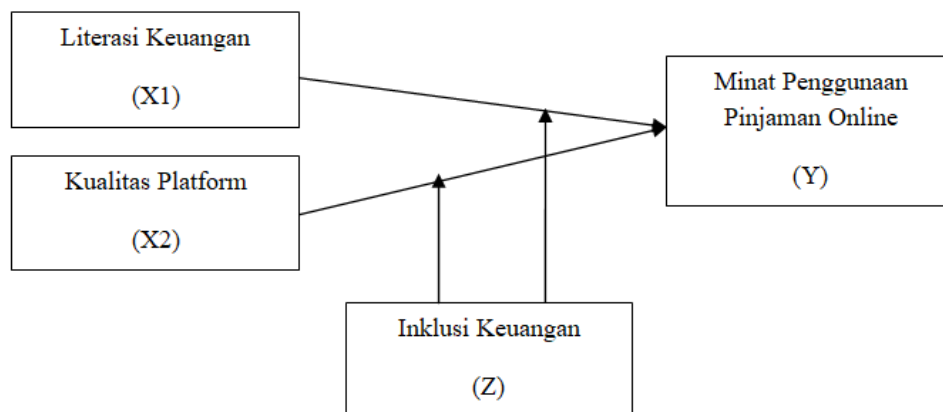 Literasi Keuangan
(X1)
Kualitas Platform
(X2)
Minat Penggunaan
Pinjaman Online
(Y)
Inklusi Keuangan
(Z)